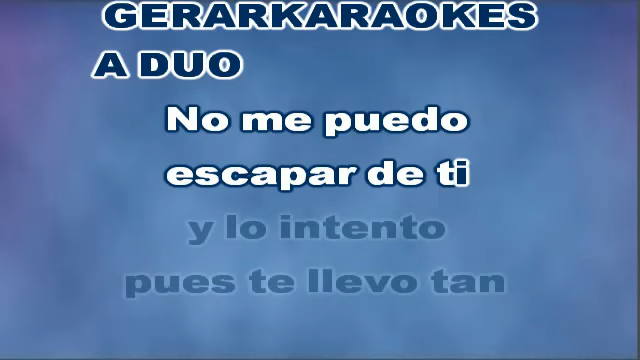 GERARKARAOKES
A DUO
No me puedo
escapar de ti
y lo intento
pues te llevo tan